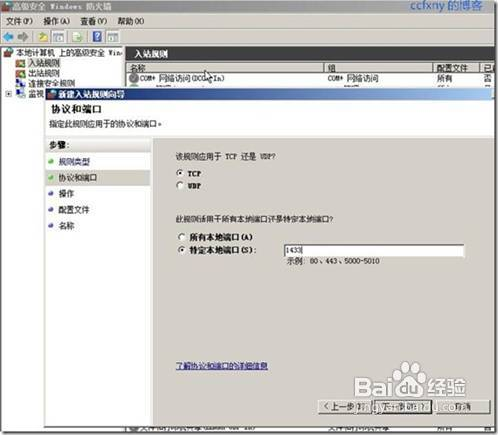 高级安全 Windows 防火墙
ccfxny 的博客
文件(F) 操作(A) 查看(V) 帮助(H)
本地计算机 上的高级安全 Win
入站规则
出站规则
连接安全规则
监视
入站规则
名称 组 配置文件 已
COM+ 网络访问(DCOM-In) COM+ 网络访问 所有 否
新建入站规则向导
协议和端口
指定此规则应用于的协议和端口。
步骤:
规则类型
协议和端口
操作
配置文件
名称
该规则应用于 TCP 还是 UDP?
TCP
UDP
此规则适用于所有本地端口还是特定本地端口?
所有本地端口(A)
特定本地端口(S): 1433
示例: 80、443、5000-5010
了解协议和端口的详细信息
Baidu经验
jingyan.baidu.com
<上一步(B) 下一步 取消